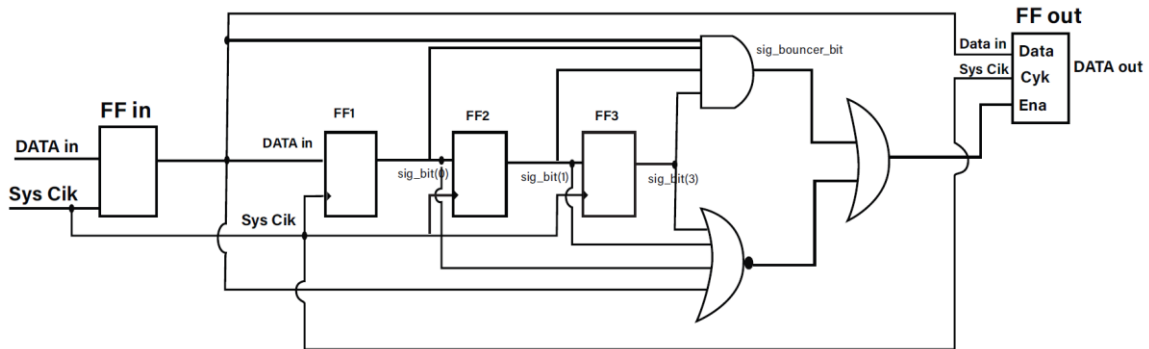 FF out
sig_bouncer_bit
Data in
Data
Sys Cik
Cyk
DATA out
Ena
FF in
FF1
FF2
FF3
DATA in
DATA in
sig_bit(0)
sig_bit(1)
sig_bit(3)
Sys Cik
Sys Cik